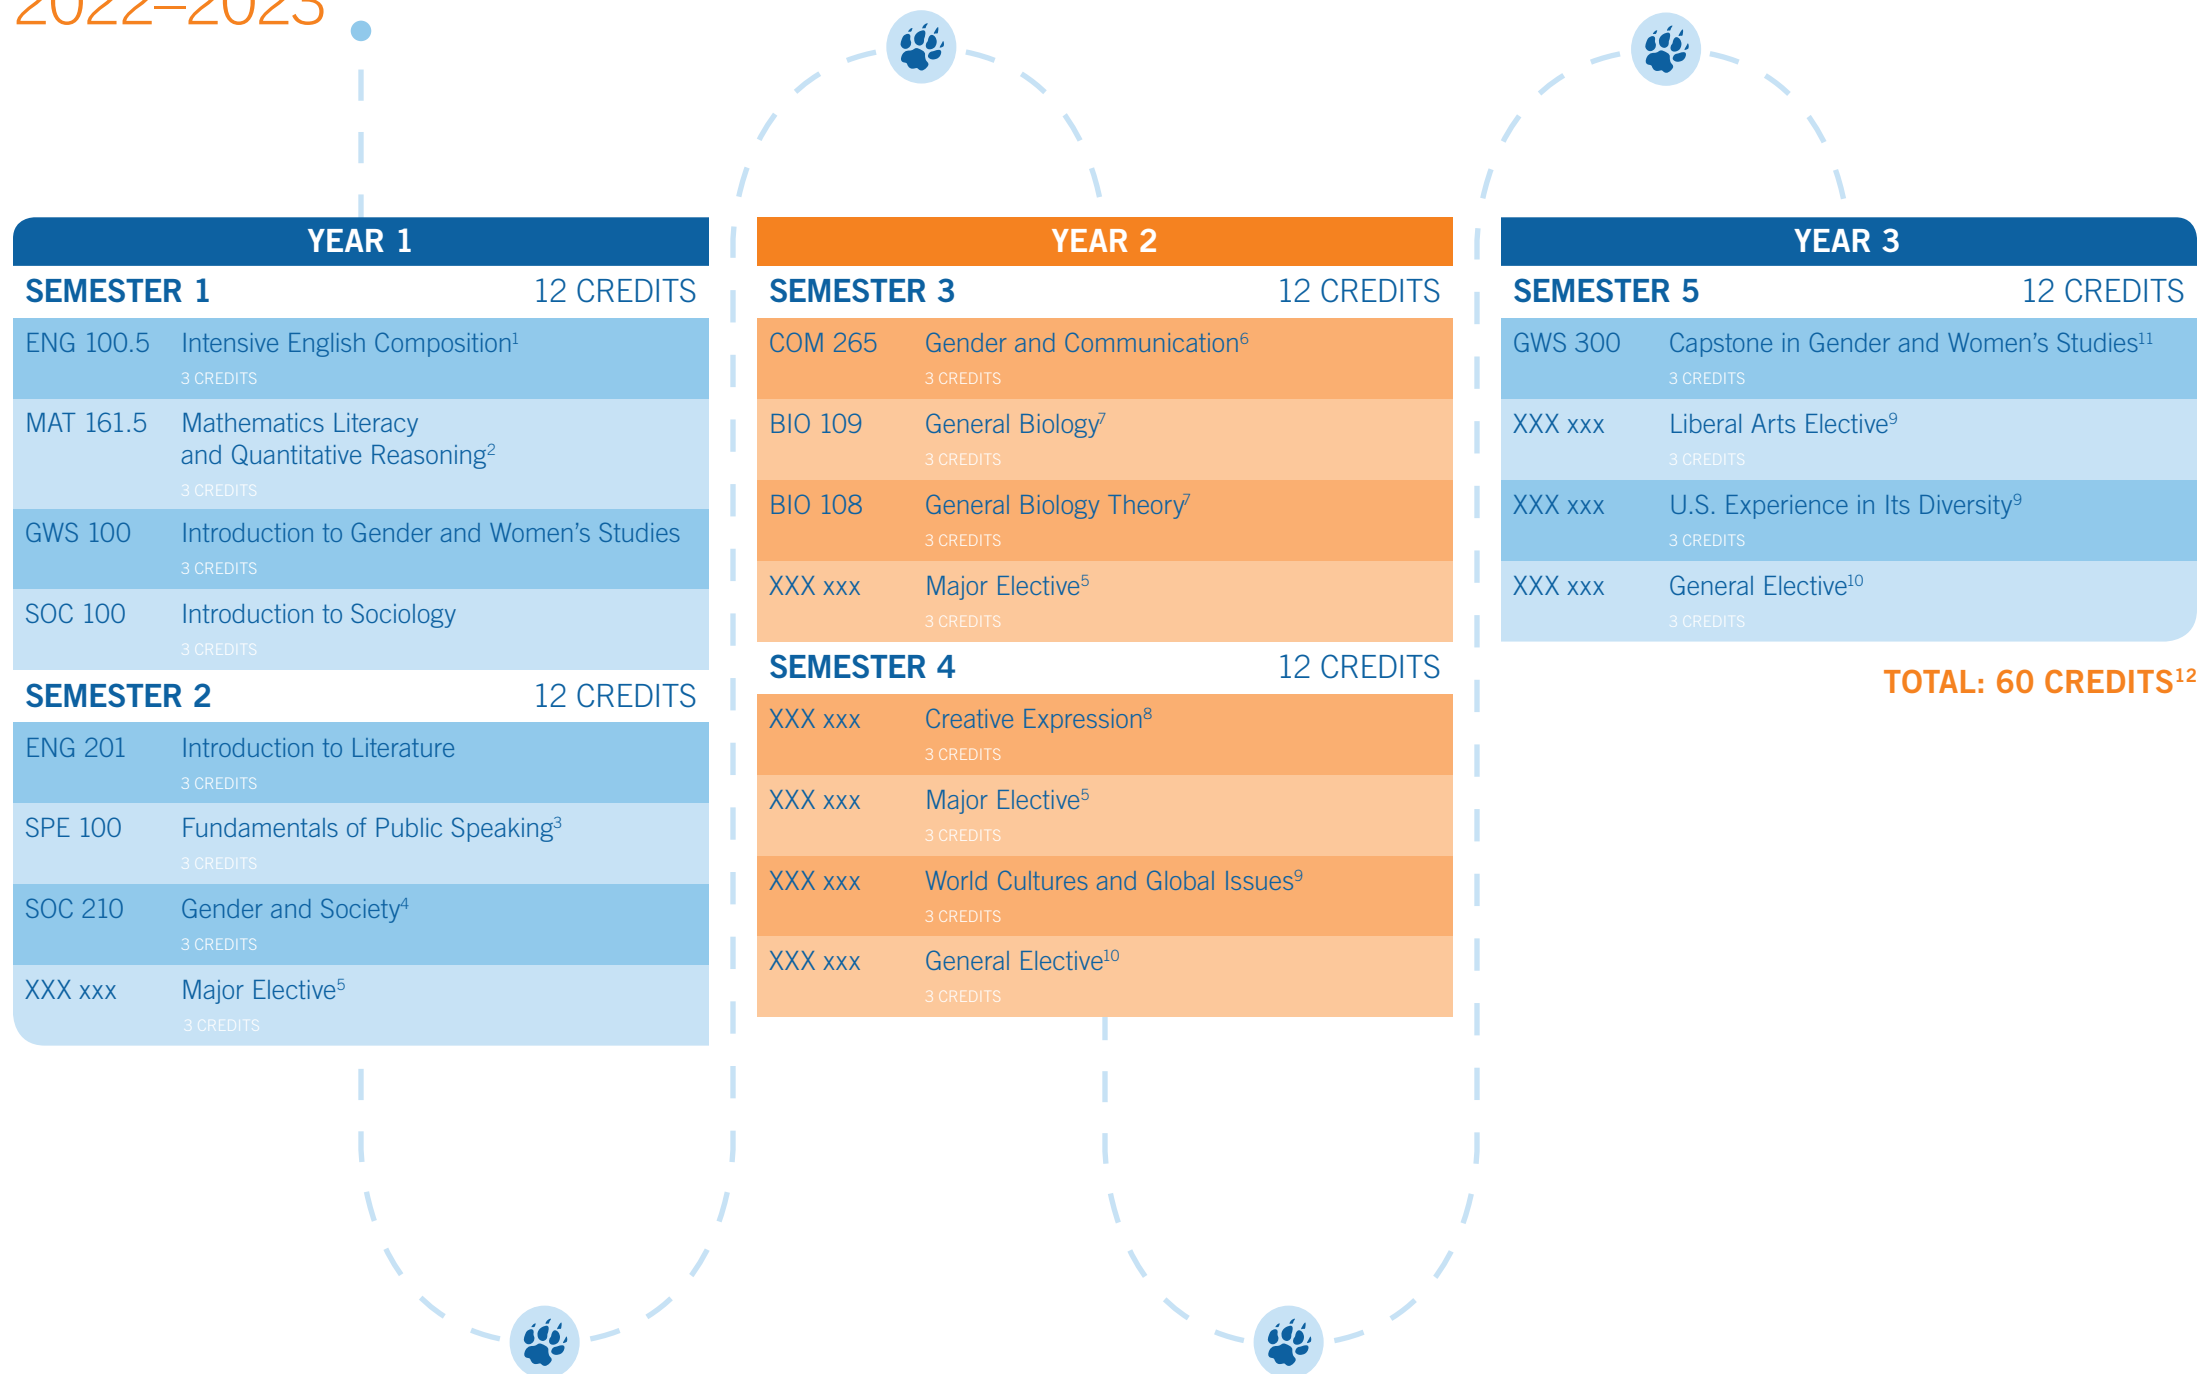 2022–2023
YEAR 1
SEMESTER 1 12 CREDITS
ENG 100.5 Intensive English Composition¹
3 CREDITS
MAT 161.5 Mathematics Literacy
and Quantitative Reasoning²
3 CREDITS
GWS 100 Introduction to Gender and Women’s Studies
3 CREDITS
SOC 100 Introduction to Sociology
3 CREDITS
SEMESTER 2 12 CREDITS
ENG 201 Introduction to Literature
3 CREDITS
SPE 100 Fundamentals of Public Speaking³
3 CREDITS
SOC 210 Gender and Society⁴
3 CREDITS
XXX xxx Major Elective⁵
3 CREDITS
YEAR 2
SEMESTER 3 12 CREDITS
COM 265 Gender and Communication⁶
3 CREDITS
BIO 109 General Biology⁷
3 CREDITS
BIO 108 General Biology Theory⁷
3 CREDITS
XXX xxx Major Elective⁵
3 CREDITS
SEMESTER 4 12 CREDITS
XXX xxx Creative Expression⁸
3 CREDITS
XXX xxx Major Elective⁵
3 CREDITS
XXX xxx World Cultures and Global Issues⁹
3 CREDITS
XXX xxx General Elective¹⁰
3 CREDITS
YEAR 3
SEMESTER 5 12 CREDITS
GWS 300 Capstone in Gender and Women’s Studies¹¹
3 CREDITS
XXX xxx Liberal Arts Elective⁹
3 CREDITS
XXX xxx U.S. Experience in Its Diversity⁹
3 CREDITS
XXX xxx General Elective¹⁰
3 CREDITS
TOTAL: 60 CREDITS¹²